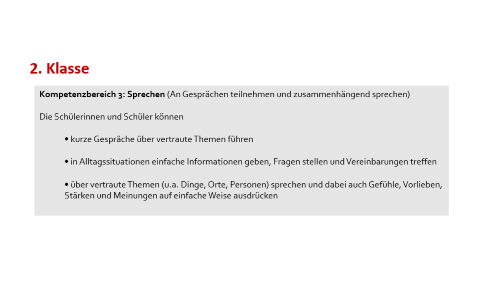 2. Klasse
Kompetenzbereich 3: Sprechen (An Gesprächen teilnehmen und zusammenhängend sprechen)
Die Schülerinnen und Schüler können
• kurze Gespräche über vertraute Themen führen
• in Alltagssituationen einfache Informationen geben, Fragen stellen und Vereinbarungen treffen
• über vertraute Themen (u.a. Dinge, Orte, Personen) sprechen und dabei auch Gefühle, Vorlieben,
Stärken und Meinungen auf einfache Weise ausdrücken